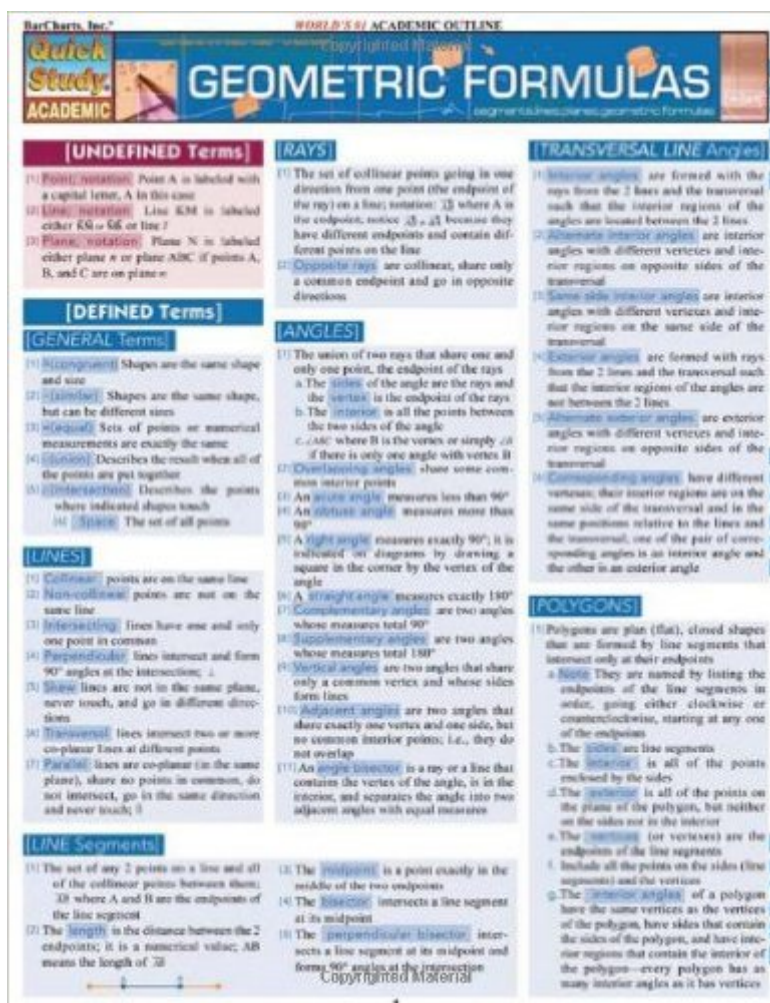 BarCharts, Inc.®
WORLD'S #1 ACADEMIC OUTLINE
Copyrighted Material
Quick
Study
ACADEMIC
GEOMETRIC FORMULAS
segments,lines,planes,geometric formulas
[UNDEFINED Terms]
[1] Point; notation Point A is labeled with
a capital letter, A in this case
[2] Line; notation Line KM is labeled
either KM or MK or line l
[3] Plane; notation Plane N is labeled
either plane n or plane ABC if points A,
B, and C are on plane n
[DEFINED Terms]
[GENERAL Terms]
[1] (congruent) Shapes are the same shape
and size
[2] ~(similar) Shapes are the same shape,
but can be different sizes
[3] =(equal) Sets of points or numerical
measurements are exactly the same
[4] (union) Describes the result when all of
the points are put together
[5] (intersection) Describes the points
where indicated shapes touch
[6] Space The set of all points
[LINES]
[1] Collinear points are on the same line
[2] Non-collinear points are not on the
same line
[3] Intersecting lines have one and only
one point in common
[4] Perpendicular lines intersect and form
90° angles at the intersection; ⊥
[5] Skew lines are not in the same plane,
never touch, and go in different direc-
tions
[6] Transversal lines intersect two or more
co-planar lines at different points
[7] Parallel lines are co-planar (in the same
plane), share no points in common, do
not intersect, go in the same direction
and never touch; ||
[LINE Segments]
[1] The set of any 2 points on a line and all
of the collinear points between them;
AB where A and B are the endpoints of
the line segment
[2] The length is the distance between the 2
endpoints; it is a numerical value; AB
means the length of AB
[3] The midpoint is a point exactly in the
middle of the two endpoints
[4] The bisector intersects a line segment
at its midpoint
[5] The perpendicular bisector inter-
sects a line segment at its midpoint and
forms 90° angles at the intersection
[RAYS]
[1] The set of collinear points going in one
direction from one point (the endpoint of
the ray) on a line; notation: AB where A is
the endpoint, notice AB ≠ BA because they
have different endpoints and contain dif-
ferent points on the line
[2] Opposite rays are collinear, share only
a common endpoint and go in opposite
directions
[ANGLES]
[1] The union of two rays that share one and
only one point, the endpoint of the rays
a. The sides of the angle are the rays and
the vertex is the endpoint of the rays
b. The interior is all the points between
the two sides of the angle
c. ∠ABC where B is the vertex or simply ∠B
if there is only one angle with vertex B
[2] Overlapping angles share some com-
mon interior points
[3] An acute angle measures less than 90°
[4] An obtuse angle measures more than
90°
[5] A right angle measures exactly 90°; it is
indicated on diagrams by drawing a
square in the corner by the vertex of the
angle
[6] A straight angle measures exactly 180°
[7] Complementary angles are two angles
whose measures total 90°
[8] Supplementary angles are two angles
whose measures total 180°
[9] Vertical angles are two angles that share
only a common vertex and whose sides
form lines
[10] Adjacent angles are two angles that
share exactly one vertex and one side, but
no common interior points; i.e., they do
not overlap
[11] An angle bisector is a ray or a line that
contains the vertex of the angle, is in the
interior, and separates the angle into two
adjacent angles with equal measures
[TRANSVERSAL LINE Angles]
[1] Interior angles are formed with the
rays from the 2 lines and the transversal
such that the interior regions of the
angles are located between the 2 lines
[2] Alternate interior angles are interior
angles with different vertexes and inte-
rior regions on opposite sides of the
transversal
[3] Same side interior angles are interior
angles with different vertexes and inte-
rior regions on the same side of the
transversal
[4] Exterior angles are formed with rays
from the 2 lines and the transversal such
that the interior regions of the angles are
not between the 2 lines
[5] Alternate exterior angles are exterior
angles with different vertexes and inte-
rior regions on opposite sides of the
transversal
[6] Corresponding angles have different
vertexes; their interior regions are on the
same side of the transversal and in the
same positions relative to the lines and
the transversal, one of the pair of corre-
sponding angles is an interior angle and
the other is an exterior angle
[POLYGONS]
[1] Polygons are plan (flat), closed shapes
that are formed by line segments that
intersect only at their endpoints
a. Note They are named by listing the
endpoints of the line segments in
order, going either clockwise or
counterclockwise, starting at any one
of the endpoints
b. The sides are line segments
c. The interior is all of the points
enclosed by the sides
d. The exterior is all of the points on
the plane of the polygon, but neither
on the sides nor in the interior
e. The vertices (or vertexes) are the
endpoints of the line segments
f. Include all the points on the sides (line
segments) and the vertices
g. The interior angles of a polygon
have the same vertices as the vertices
of the polygon, have sides that contain
the sides of the polygon, and have inte-
rior regions that contain the interior of
the polygon—every polygon has as
many interior angles as it has vertices
Copyrighted Material
1